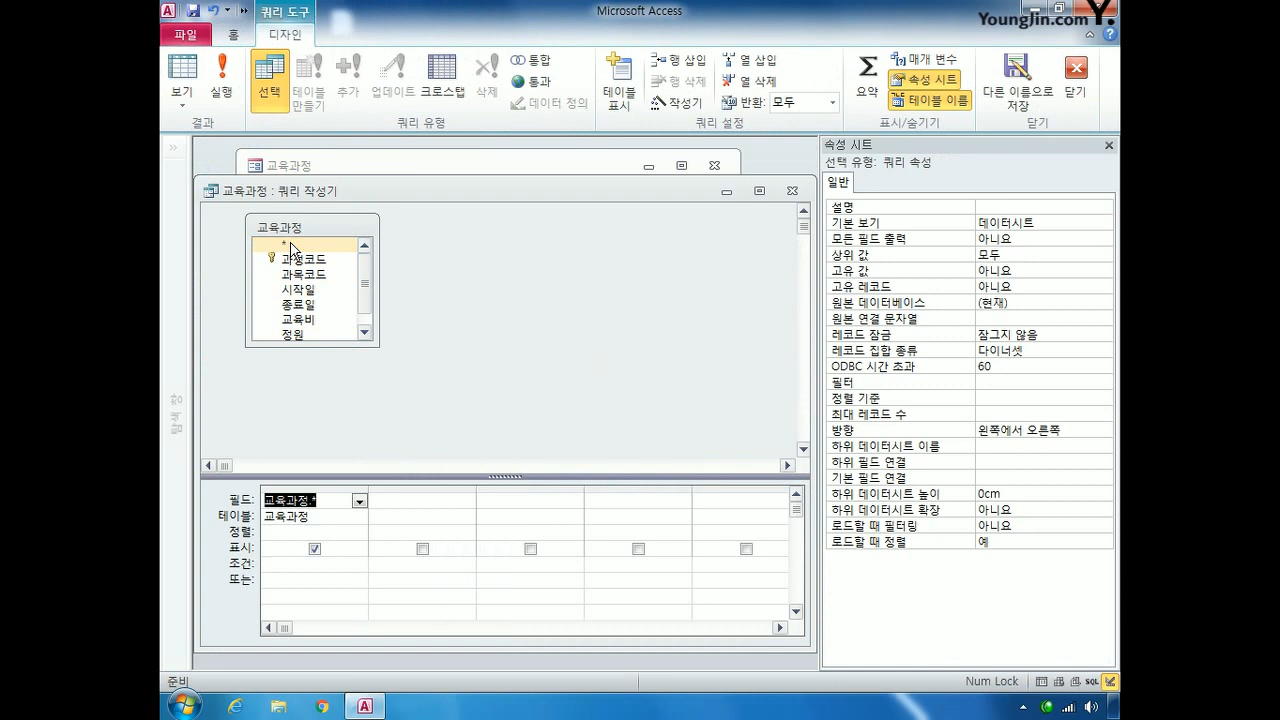 쿼리 도구
Microsoft Access
YoungJin.com Y.
파일
홈
디자인
보기
실행
결과
선택
테이블 만들기
추가
업데이트
크로스탭
삭제
통합
통과
데이터 정의
쿼리 유형
테이블 표시
행 삽입
행 삭제
작성기
열 삽입
열 삭제
반환: 모두
쿼리 설정
요약
매개 변수
속성 시트
테이블 이름
표시/숨기기
다른 이름으로 저장
닫기
닫기
탐색 창
교육과정
교육과정 : 쿼리 작성기
교육과정
*
과정코드
과목코드
시작일
종료일
교육비
정원
필드: 교육과정.*
테이블: 교육과정
정렬:
표시:
조건:
또는:
속성 시트
선택 유형: 쿼리 속성
일반
설명
기본 보기 데이터시트
모든 필드 출력 아니요
상위 값 모두
고유 값 아니요
고유 레코드 아니요
원본 데이터베이스 (현재)
원본 연결 문자열
레코드 잠금 잠그지 않음
레코드 집합 종류 다이너셋
ODBC 시간 초과 60
필터
정렬 기준
최대 레코드 수
방향 왼쪽에서 오른쪽
하위 데이터시트 이름
하위 필드 연결
기본 필드 연결
하위 데이터시트 높이 0cm
하위 데이터시트 확장 아니요
로드할 때 필터링 아니요
로드할 때 정렬 예
준비
Num Lock
SQL